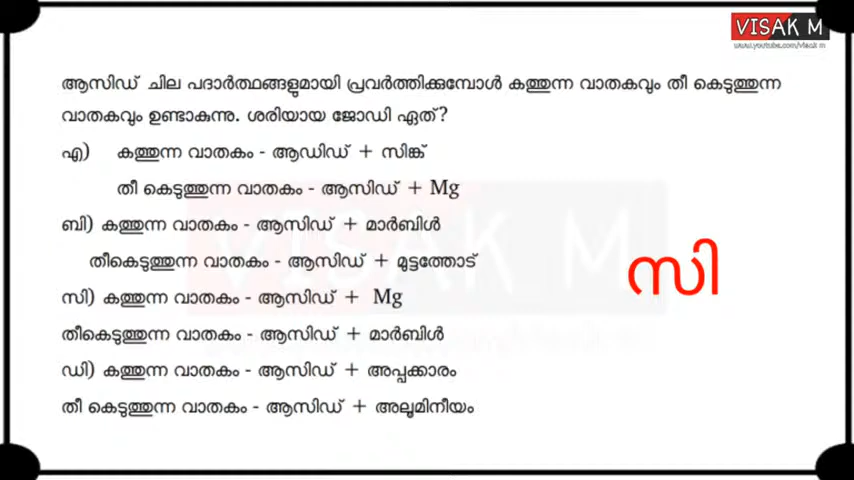 VISAK M
www.youtube.com/visak m
ആസിഡ് ചില പദാർത്ഥങ്ങളുമായി പ്രവർത്തിക്കുമ്പോൾ കത്തുന്ന വാതകവും തീ കെടുത്തുന്ന
വാതകവും ഉണ്ടാകുന്നു. ശരിയായ ജോഡി ഏത്?
എ) കത്തുന്ന വാതകം - ആഡിഡ് + സിങ്ക്
തീ കെടുത്തുന്ന വാതകം - ആസിഡ് + Mg
ബി) കത്തുന്ന വാതകം - ആസിഡ് + മാർബിൾ
തീകെടുത്തുന്ന വാതകം - ആസിഡ് + മുട്ടത്തോട്
സി) കത്തുന്ന വാതകം - ആസിഡ് + Mg
തീകെടുത്തുന്ന വാതകം - ആസിഡ് + മാർബിൾ
ഡി) കത്തുന്ന വാതകം - ആസിഡ് + അപ്പക്കാരം
തീ കെടുത്തുന്ന വാതകം - ആസിഡ് + അലൂമിനീയം
സി
VISAK M